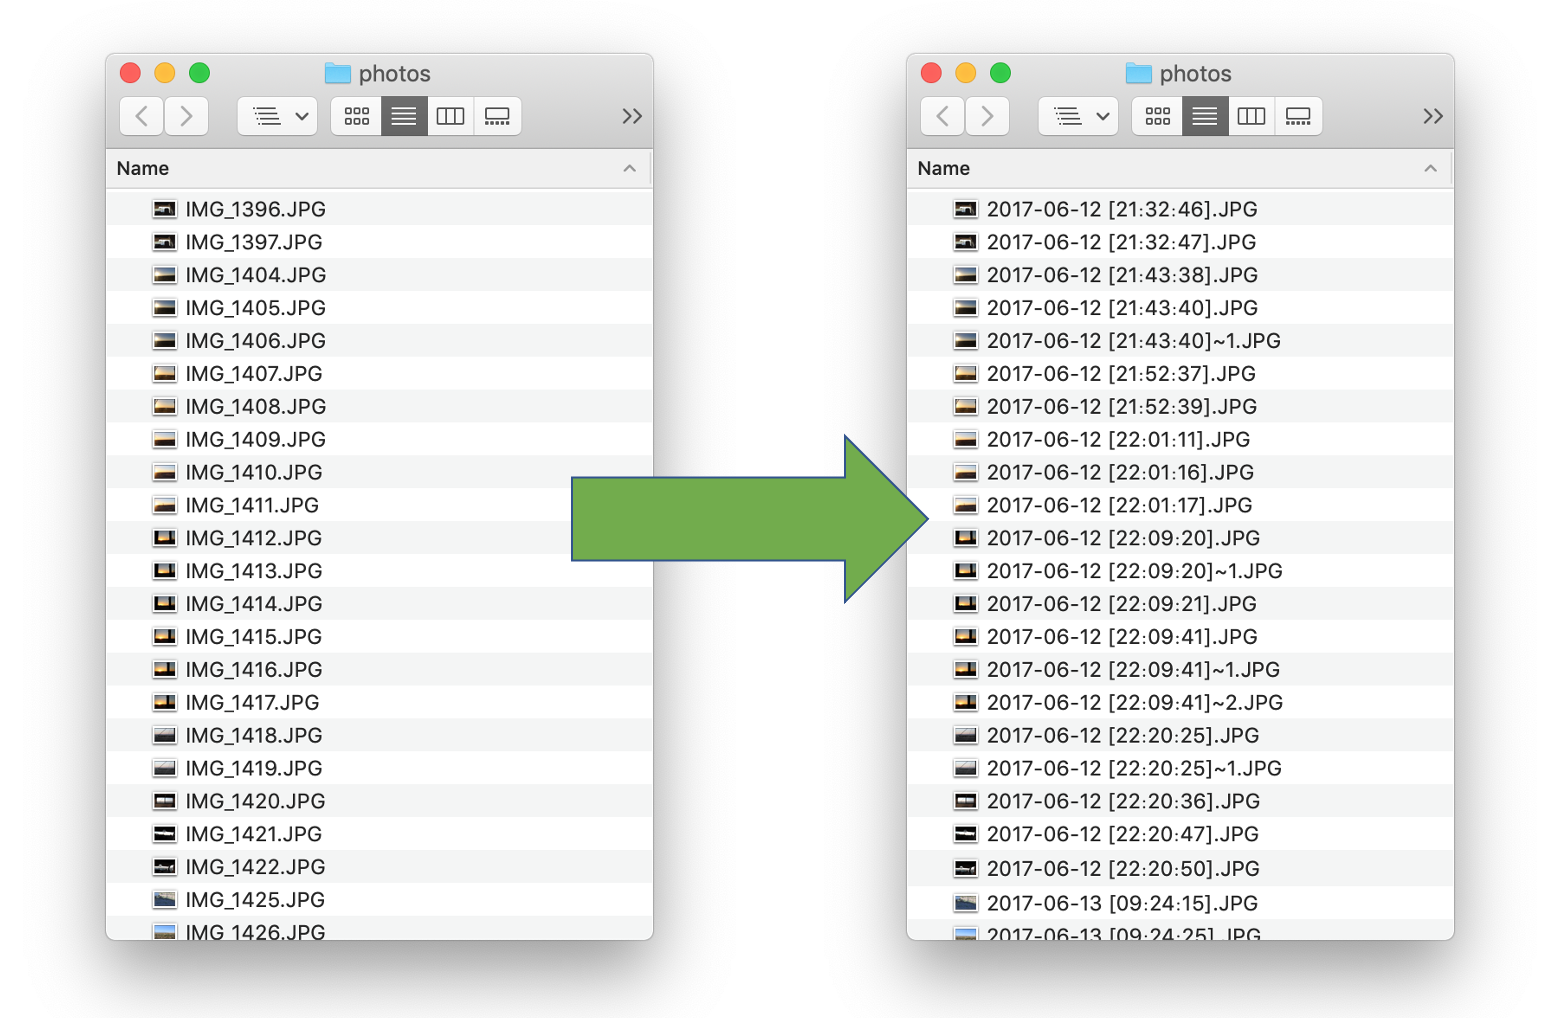 photos
Name
IMG_1396.JPG
IMG_1397.JPG
IMG_1404.JPG
IMG_1405.JPG
IMG_1406.JPG
IMG_1407.JPG
IMG_1408.JPG
IMG_1409.JPG
IMG_1410.JPG
IMG_1411.JPG
IMG_1412.JPG
IMG_1413.JPG
IMG_1414.JPG
IMG_1415.JPG
IMG_1416.JPG
IMG_1417.JPG
IMG_1418.JPG
IMG_1419.JPG
IMG_1420.JPG
IMG_1421.JPG
IMG_1422.JPG
IMG_1425.JPG
IMG_1426.JPG
photos
Name
2017-06-12 [21:32:46].JPG
2017-06-12 [21:32:47].JPG
2017-06-12 [21:43:38].JPG
2017-06-12 [21:43:40].JPG
2017-06-12 [21:43:40]~1.JPG
2017-06-12 [21:52:37].JPG
2017-06-12 [21:52:39].JPG
2017-06-12 [22:01:11].JPG
2017-06-12 [22:01:16].JPG
2017-06-12 [22:01:17].JPG
2017-06-12 [22:09:20].JPG
2017-06-12 [22:09:20]~1.JPG
2017-06-12 [22:09:21].JPG
2017-06-12 [22:09:41].JPG
2017-06-12 [22:09:41]~1.JPG
2017-06-12 [22:09:41]~2.JPG
2017-06-12 [22:20:25].JPG
2017-06-12 [22:20:25]~1.JPG
2017-06-12 [22:20:36].JPG
2017-06-12 [22:20:47].JPG
2017-06-12 [22:20:50].JPG
2017-06-13 [09:24:15].JPG
2017-06-13 [09:24:25].JPG